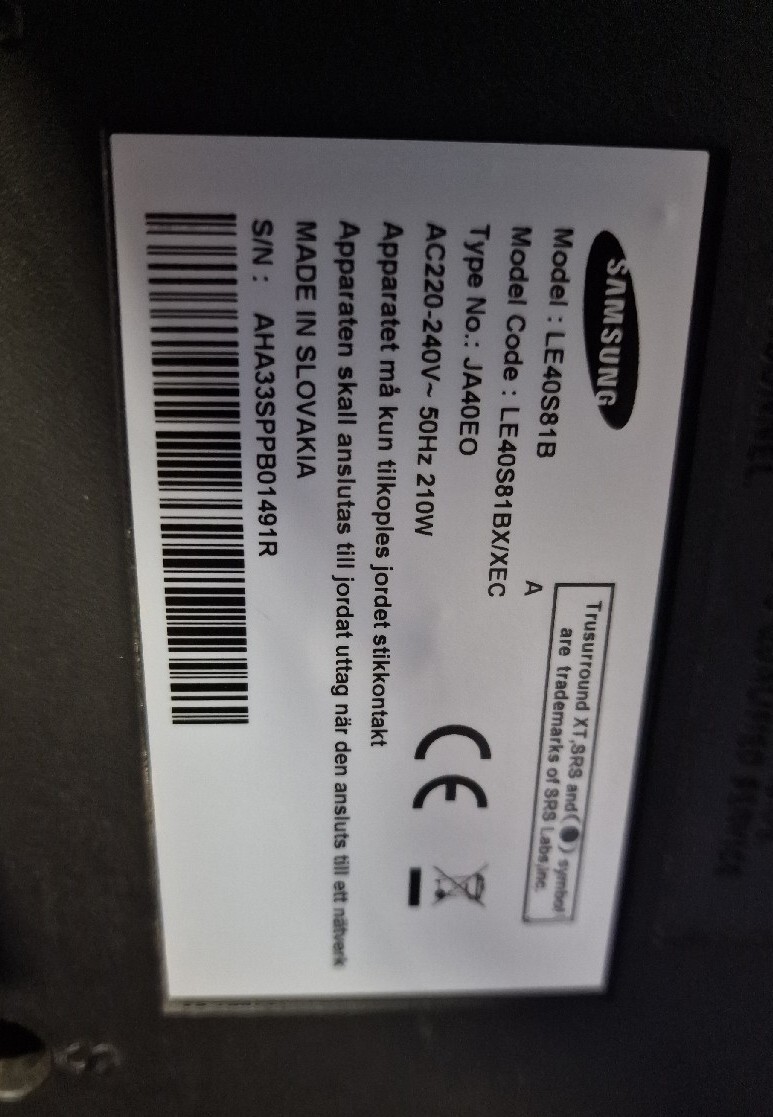 SAMSUNG
Trusurround XT,SRS and(●) symbol
are trademarks of SRS Labs,Inc.
Model : LE40S81B
A
Model Code : LE40S81BX/XEC
Type No.: JA40EO
AC220-240V~ 50Hz 210W
CE
Apparatet må kun tilkoples jordet stikkontakt
Apparaten skall anslutas till jordat uttag när den ansluts till ett nätverk
MADE IN SLOVAKIA
S/N : AHA33SPPB01491R